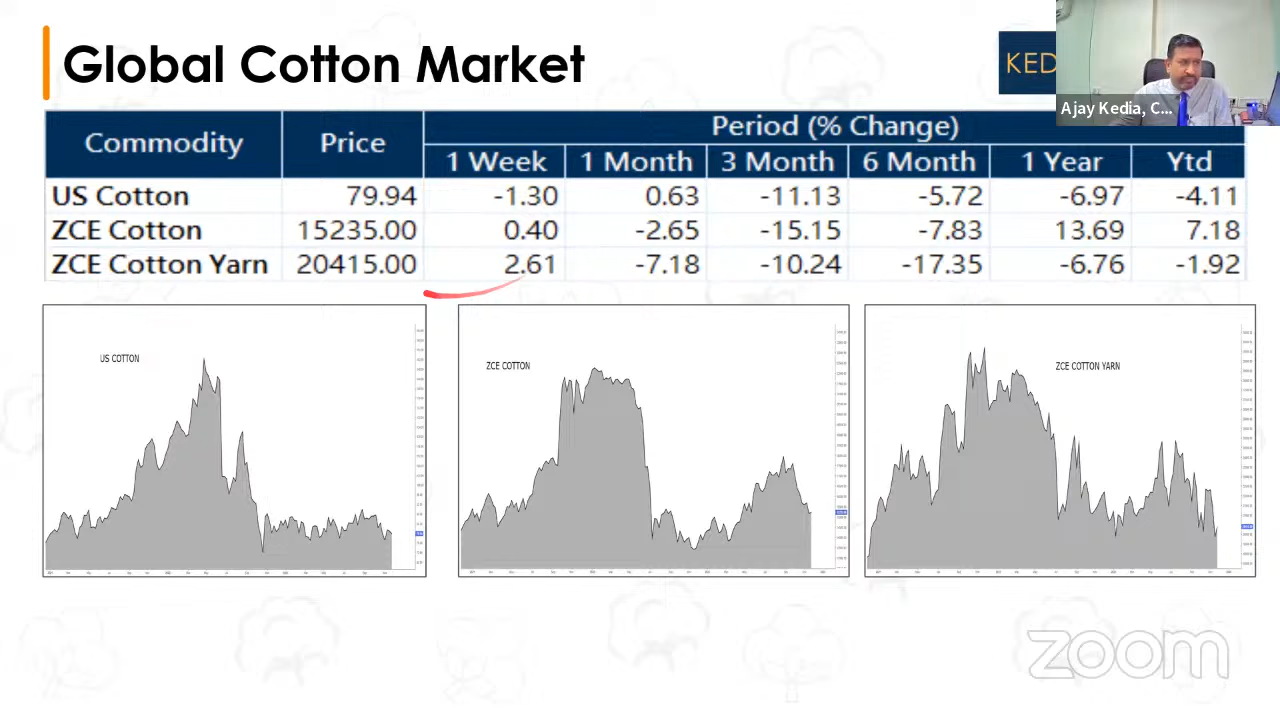 Global Cotton Market
KED
Ajay Kedia, C...
Commodity Price Period (% Change)
1 Week 1 Month 3 Month 6 Month 1 Year Ytd
US Cotton 79.94 -1.30 0.63 -11.13 -5.72 -6.97 -4.11
ZCE Cotton 15235.00 0.40 -2.65 -15.15 -7.83 13.69 7.18
ZCE Cotton Yarn 20415.00 2.61 -7.18 -10.24 -17.35 -6.76 -1.92
US COTTON
ZCE COTTON
ZCE COTTON YARN
zoom